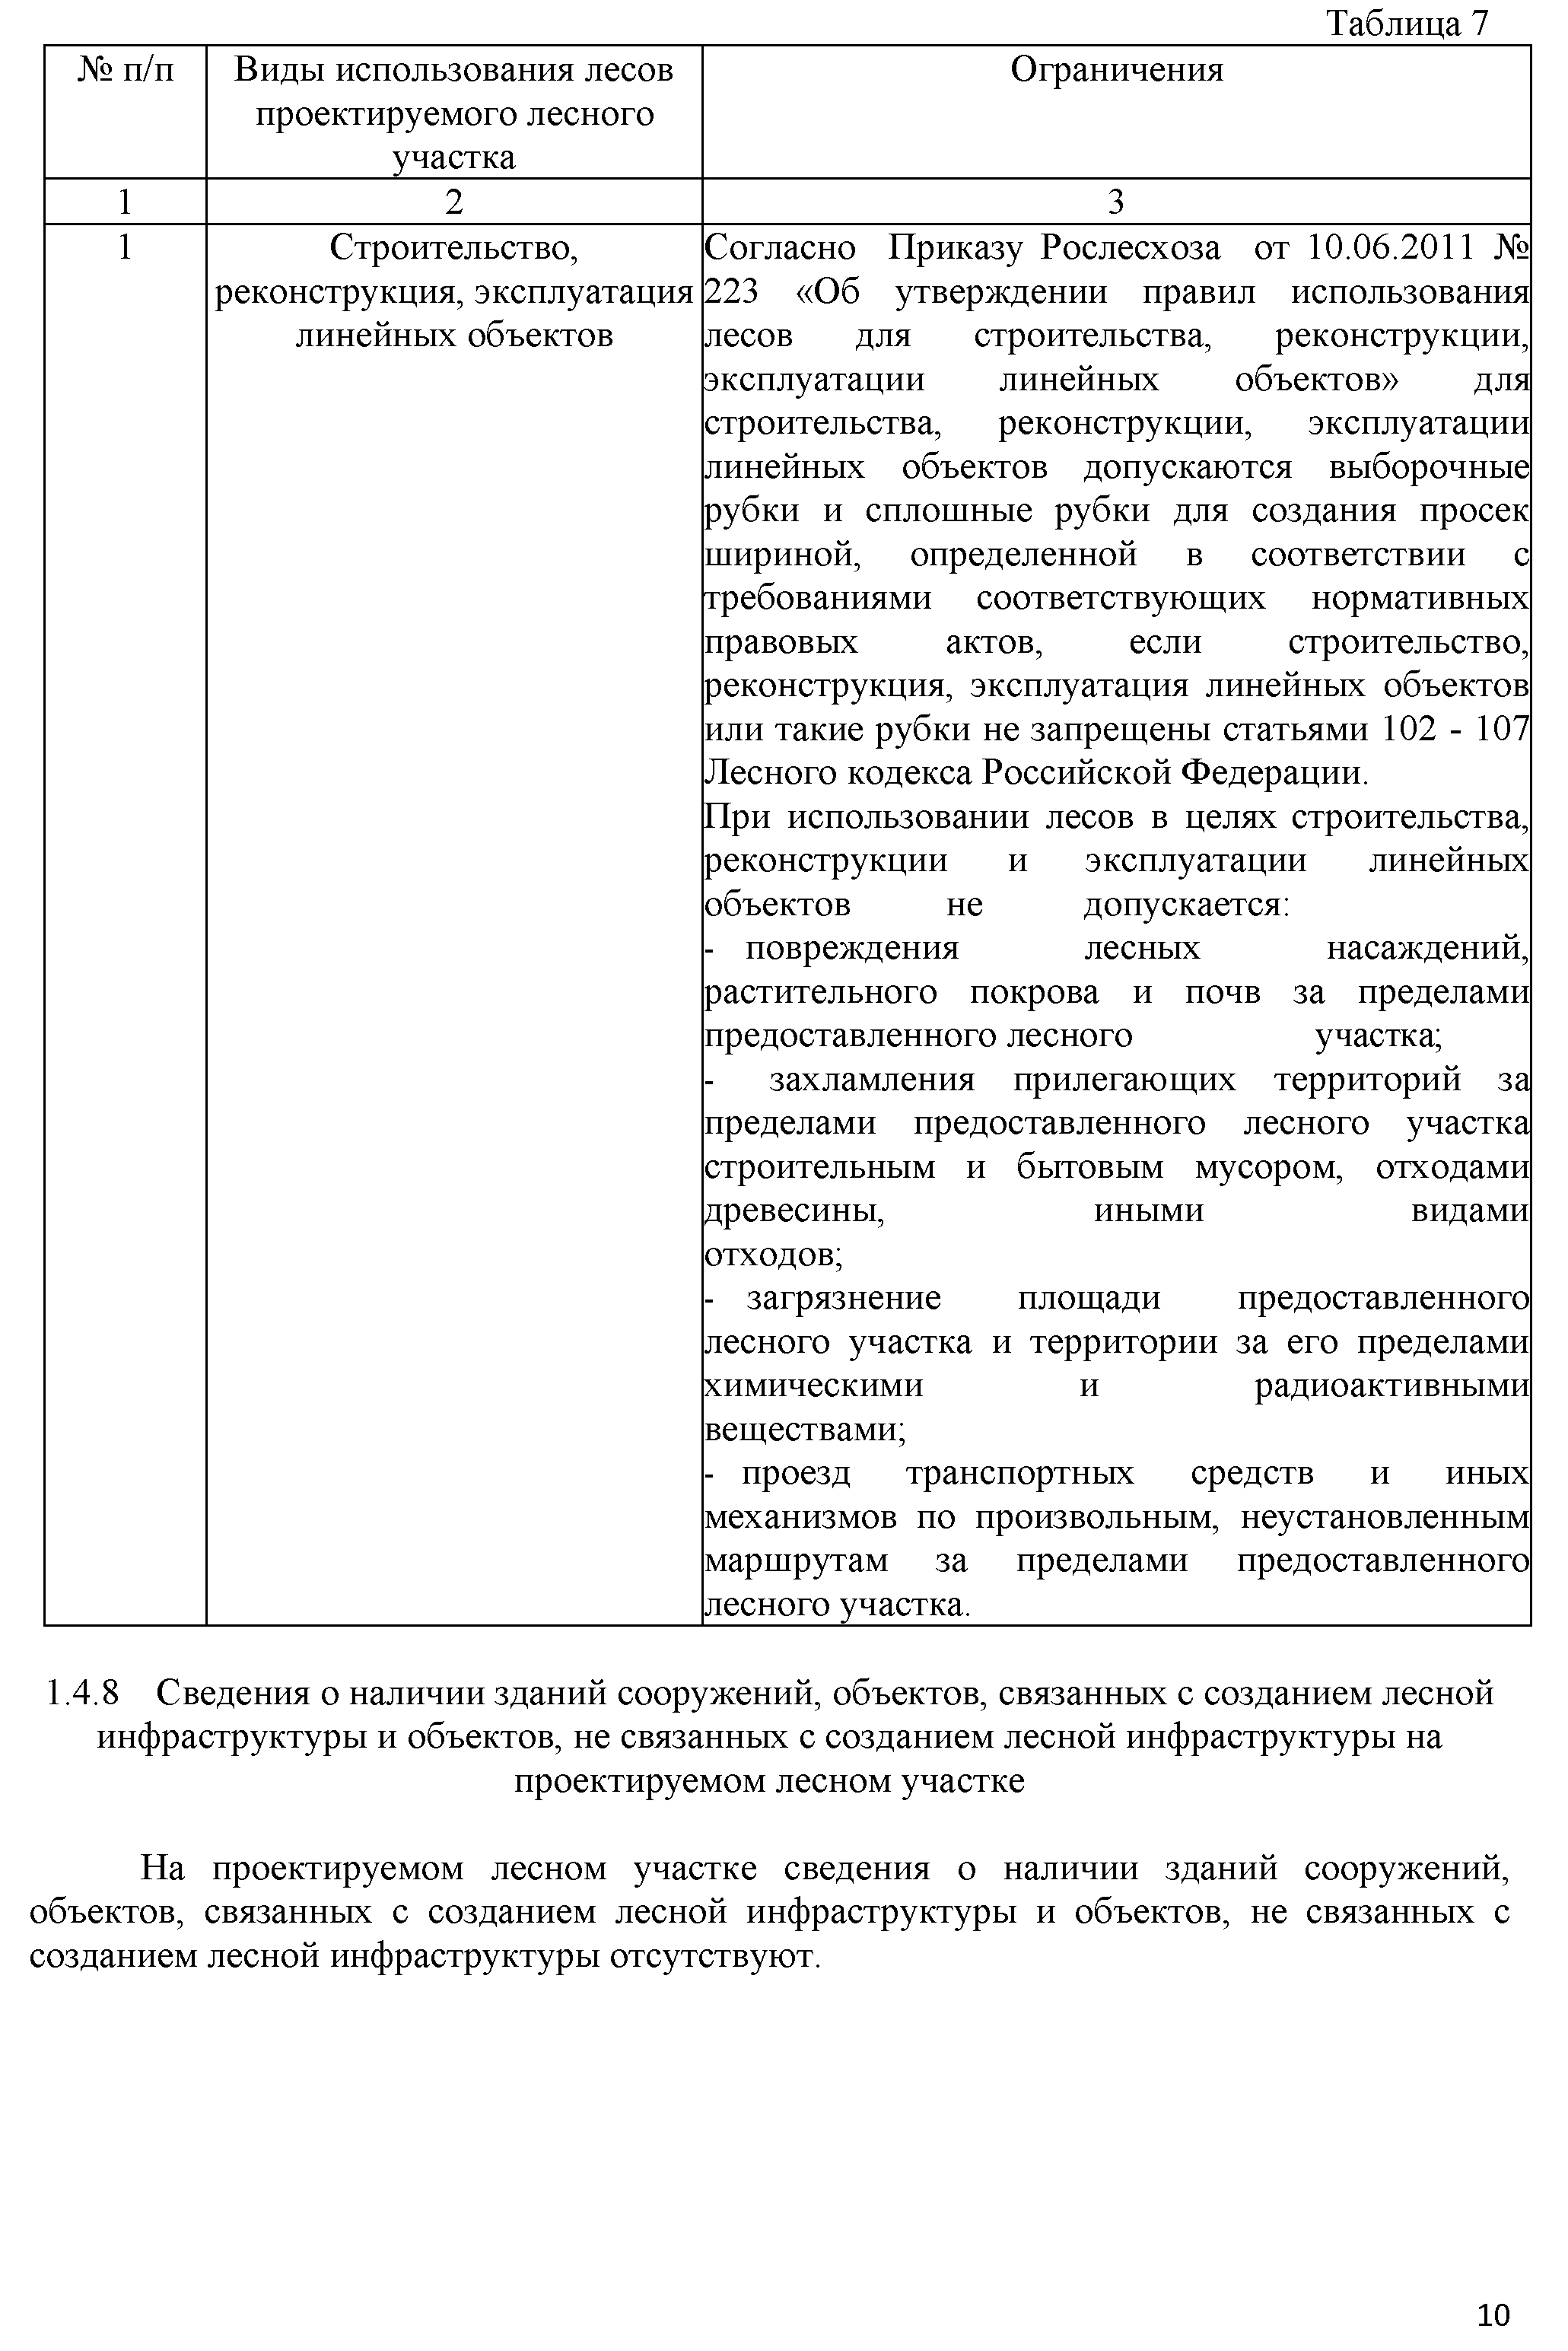 Таблица 7
№ п/п
Виды использования лесов
проектируемого лесного
участка
Ограничения
1
2
3
1
Строительство,
реконструкция, эксплуатация
линейных объектов
Согласно Приказу Рослесхоза от 10.06.2011 №
223 «Об утверждении правил использования
лесов для строительства, реконструкции,
эксплуатации линейных объектов» для
строительства, реконструкции, эксплуатации
линейных объектов допускаются выборочные
рубки и сплошные рубки для создания просек
шириной, определенной в соответствии с
требованиями соответствующих нормативных
правовых актов, если строительство,
реконструкция, эксплуатация линейных объектов
или такие рубки не запрещены статьями 102 - 107
Лесного кодекса Российской Федерации.
При использовании лесов в целях строительства,
реконструкции и эксплуатации линейных
объектов не допускается:
- повреждения лесных насаждений,
растительного покрова и почв за пределами
предоставленного лесного участка;
- захламления прилегающих территорий за
пределами предоставленного лесного участка
строительным и бытовым мусором, отходами
древесины, иными видами
отходов;
- загрязнение площади предоставленного
лесного участка и территории за его пределами
химическими и радиоактивными
веществами;
- проезд транспортных средств и иных
механизмов по произвольным, неустановленным
маршрутам за пределами предоставленного
лесного участка.
1.4.8 Сведения о наличии зданий сооружений, объектов, связанных с созданием лесной
инфраструктуры и объектов, не связанных с созданием лесной инфраструктуры на
проектируемом лесном участке
На проектируемом лесном участке сведения о наличии зданий сооружений,
объектов, связанных с созданием лесной инфраструктуры и объектов, не связанных с
созданием лесной инфраструктуры отсутствуют.
10